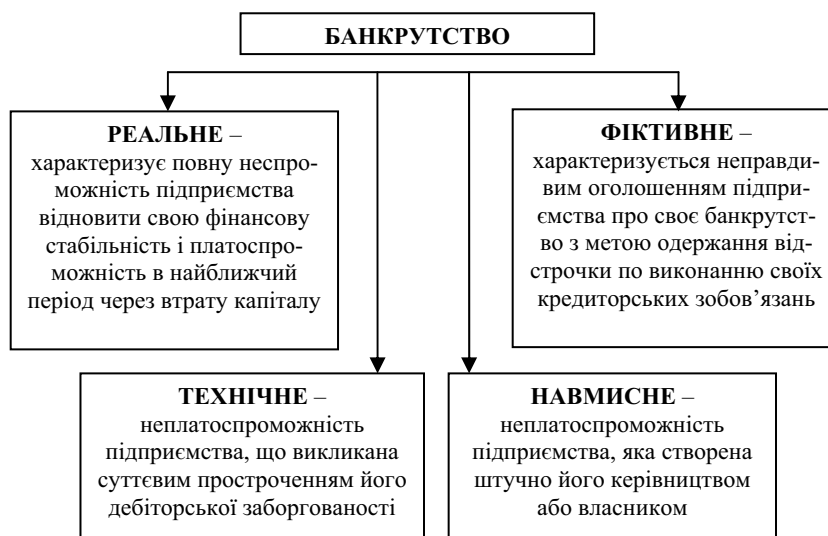 БАНКРУТСТВО
РЕАЛЬНЕ –
характеризує повну неспро-
можність підприємства
відновити свою фінансову
стабільність і платоспро-
можність в найближчий
період через втрату капіталу
ФІКТИВНЕ –
характеризується неправди-
вим оголошенням підпри-
ємства про своє банкрутст-
во з метою одержання від-
строчки по виконанню своїх
кредиторських зобов’язань
ТЕХНІЧНЕ –
неплатоспроможність
підприємства, що викликана
суттєвим простроченням його
дебіторської заборгованості
НАВМИСНЕ –
неплатоспроможність
підприємства, яка створена
штучно його керівництвом
або власником